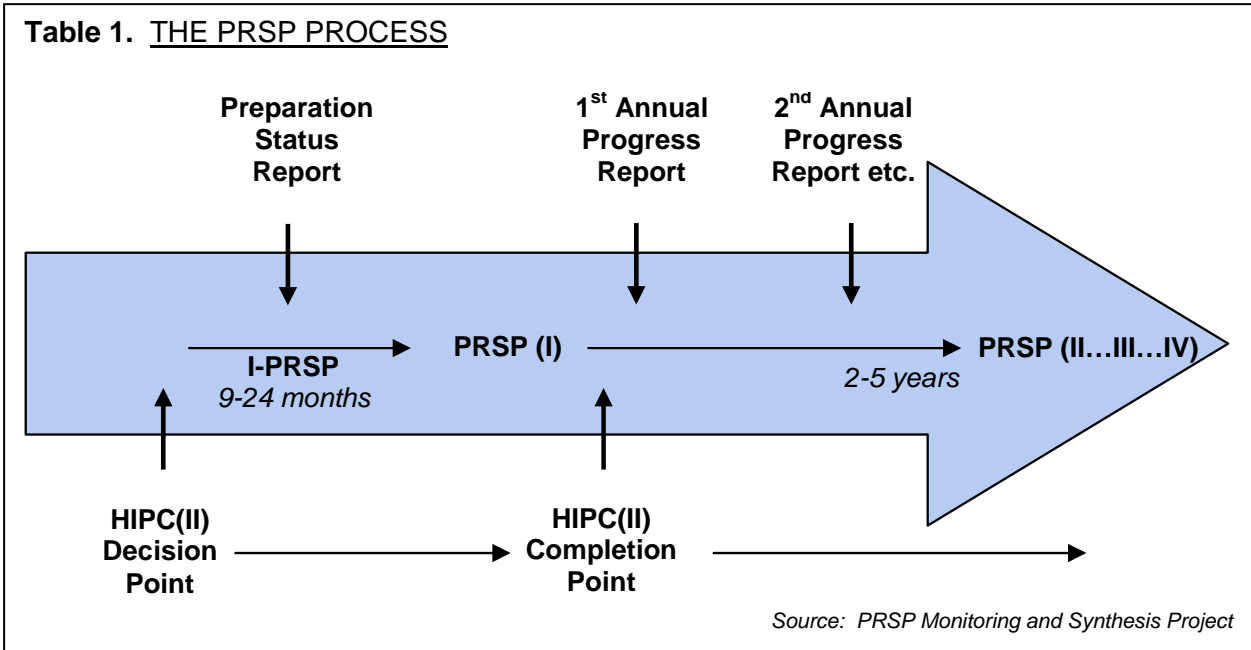 Table 1. THE PRSP PROCESS
Preparation
Status
Report
1st Annual
Progress
Report
2nd Annual
Progress
Report etc.
I-PRSP
9-24 months
PRSP (I)
2-5 years
PRSP (II…III…IV)
HIPC(II)
Decision
Point
HIPC(II)
Completion
Point
Source: PRSP Monitoring and Synthesis Project